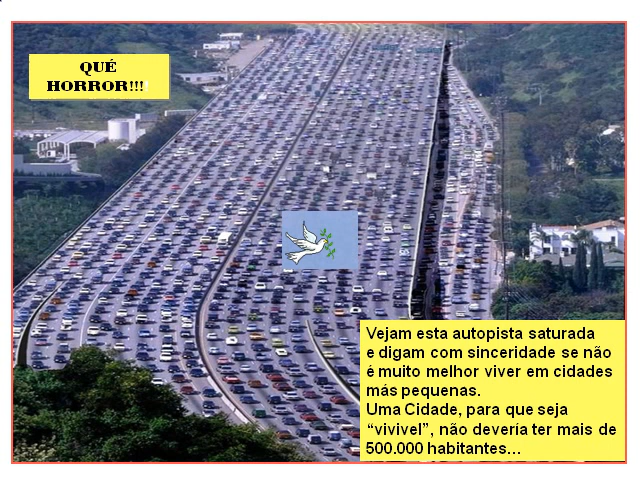 QUÉ
HORROR!!!
Vejam esta autopista saturada
e digam com sinceridade se não
é muito melhor viver em cidades
más pequenas.
Uma Cidade, para que seja
“vivivel”, não devería ter mais de
500.000 habitantes...